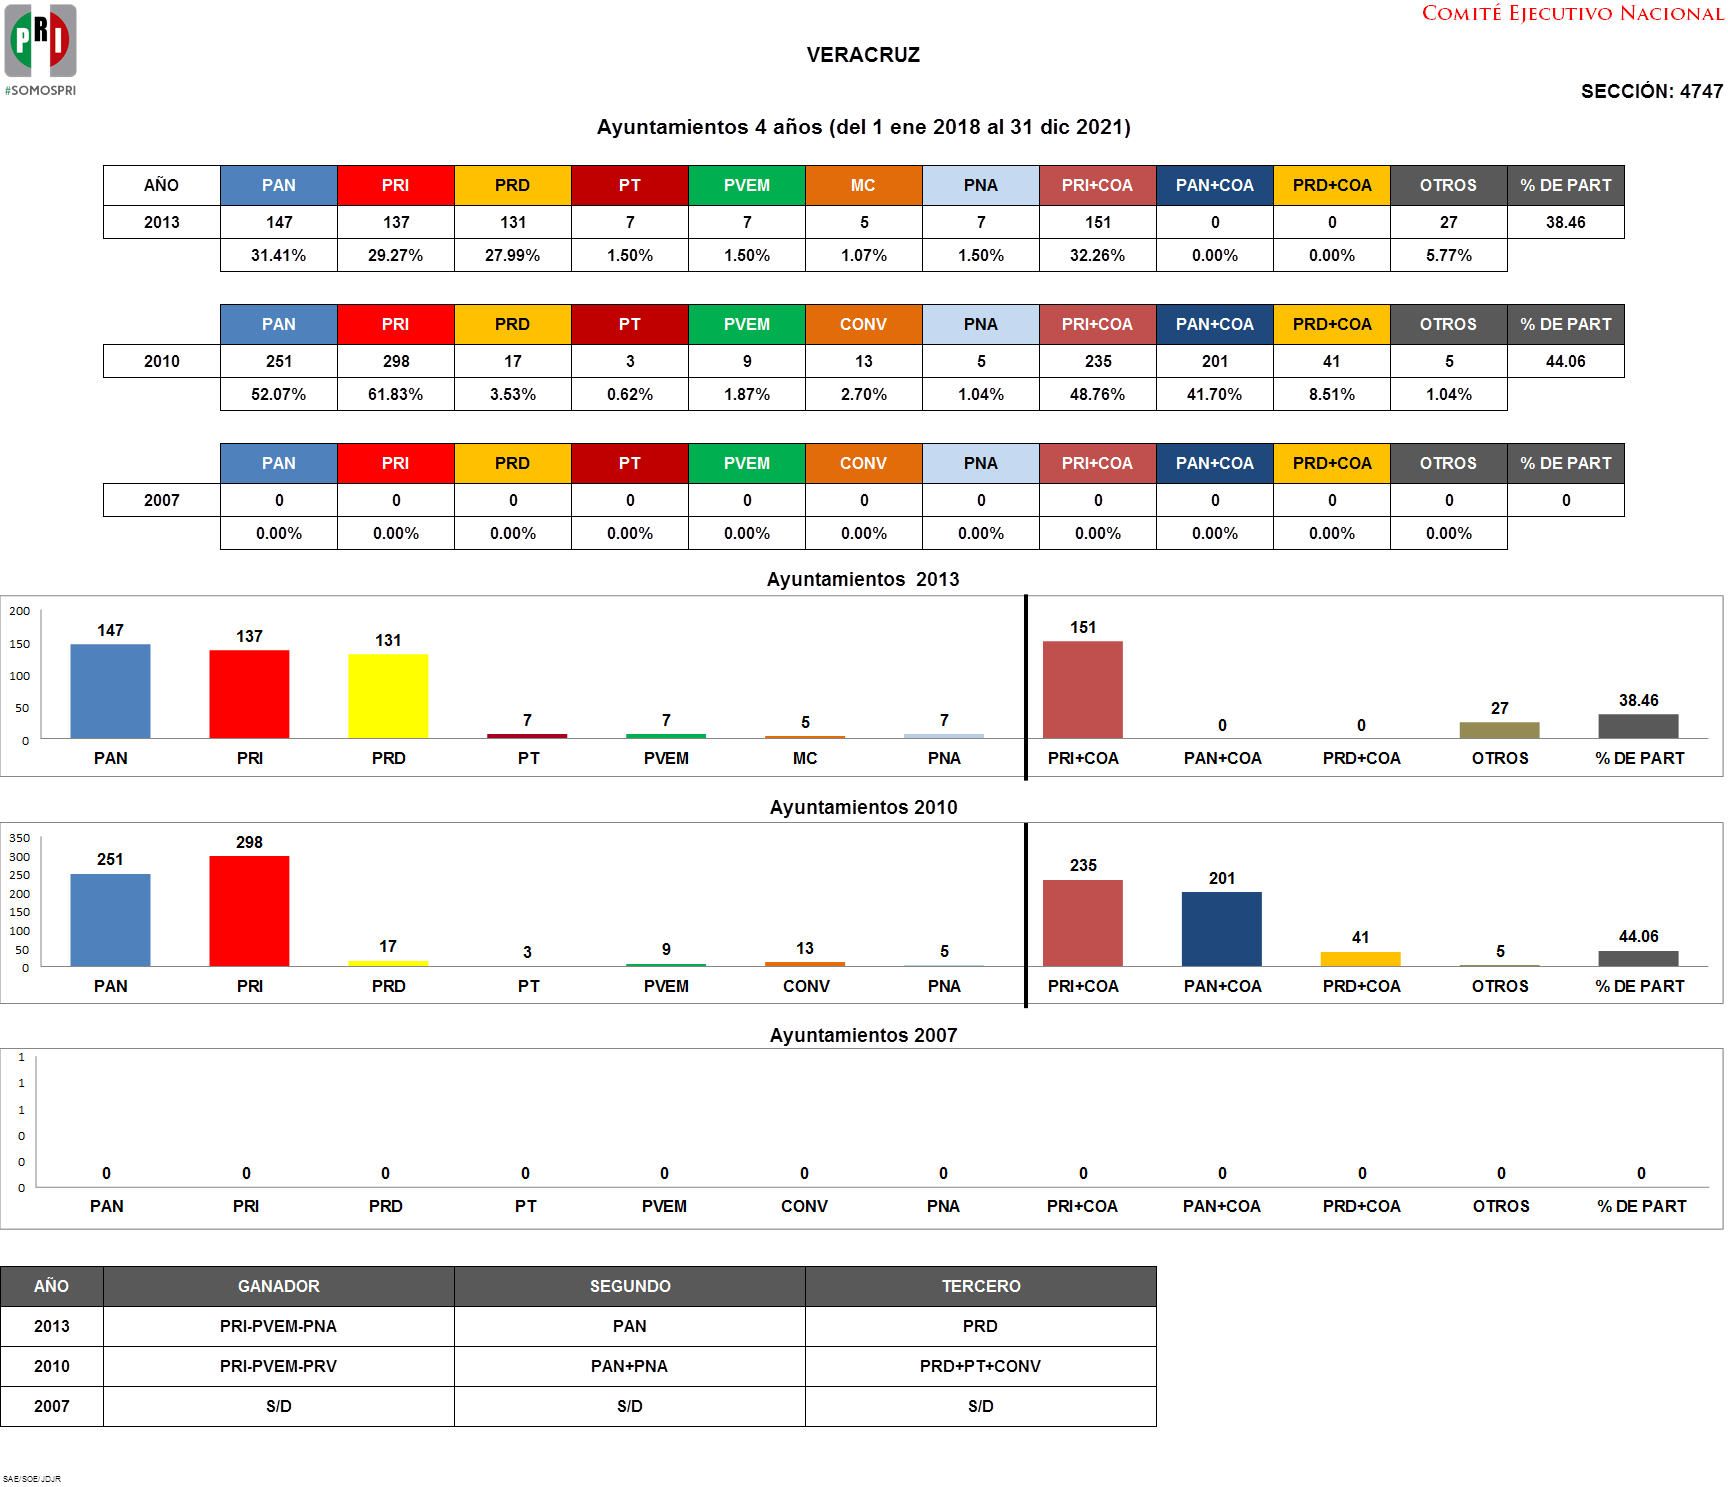 COMITÉ EJECUTIVO NACIONAL
PRI
#SOMOSPRI
VERACRUZ
SECCIÓN: 4747
Ayuntamientos 4 años (del 1 ene 2018 al 31 dic 2021)
AÑO PAN PRI PRD PT PVEM MC PNA PRI+COA PAN+COA PRD+COA OTROS % DE PART
2013 147 137 131 7 7 5 7 151 0 0 27 38.46
31.41% 29.27% 27.99% 1.50% 1.50% 1.07% 1.50% 32.26% 0.00% 0.00% 5.77%
PAN PRI PRD PT PVEM CONV PNA PRI+COA PAN+COA PRD+COA OTROS % DE PART
2010 251 298 17 3 9 13 5 235 201 41 5 44.06
52.07% 61.83% 3.53% 0.62% 1.87% 2.70% 1.04% 48.76% 41.70% 8.51% 1.04%
PAN PRI PRD PT PVEM CONV PNA PRI+COA PAN+COA PRD+COA OTROS % DE PART
2007 0 0 0 0 0 0 0 0 0 0 0 0
0.00% 0.00% 0.00% 0.00% 0.00% 0.00% 0.00% 0.00% 0.00% 0.00% 0.00%
Ayuntamientos 2013
200
150
100
50
0
147 137 131 7 7 5 7 151 0 0 27 38.46
PAN PRI PRD PT PVEM MC PNA PRI+COA PAN+COA PRD+COA OTROS % DE PART
Ayuntamientos 2010
350
300
250
200
150
100
50
0
251 298 17 3 9 13 5 235 201 41 5 44.06
PAN PRI PRD PT PVEM CONV PNA PRI+COA PAN+COA PRD+COA OTROS % DE PART
Ayuntamientos 2007
1
1
1
0
0
0
0 0 0 0 0 0 0 0 0 0 0 0
PAN PRI PRD PT PVEM CONV PNA PRI+COA PAN+COA PRD+COA OTROS % DE PART
AÑO GANADOR SEGUNDO TERCERO
2013 PRI-PVEM-PNA PAN PRD
2010 PRI-PVEM-PRV PAN+PNA PRD+PT+CONV
2007 S/D S/D S/D
SAE/SOE/JDJR